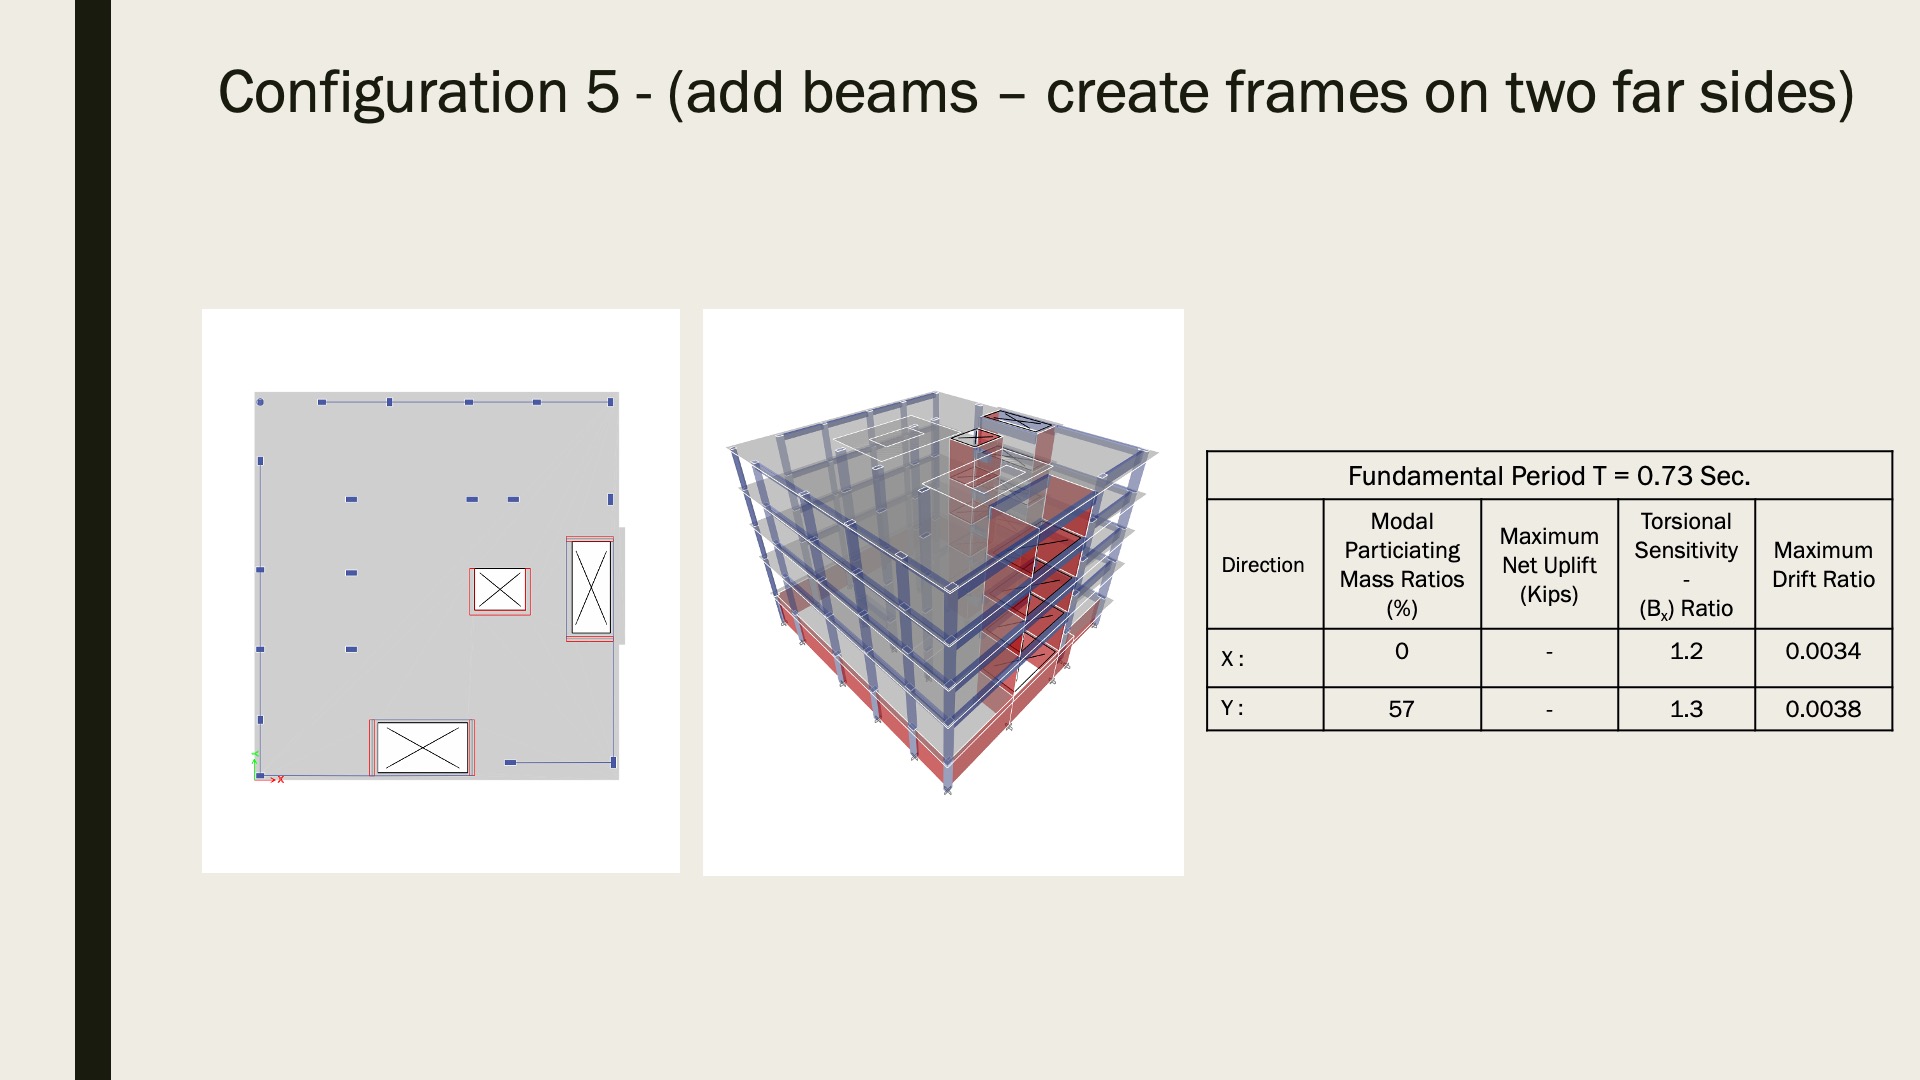 Configuration 5 - (add beams – create frames on two far sides)
Y
X
Fundamental Period T = 0.73 Sec.
Direction
Modal
Particiating
Mass Ratios
(%)
Maximum
Net Uplift
(Kips)
Torsional
Sensitivity
-
(Bx) Ratio
Maximum
Drift Ratio
X :
0
-
1.2
0.0034
Y :
57
-
1.3
0.0038